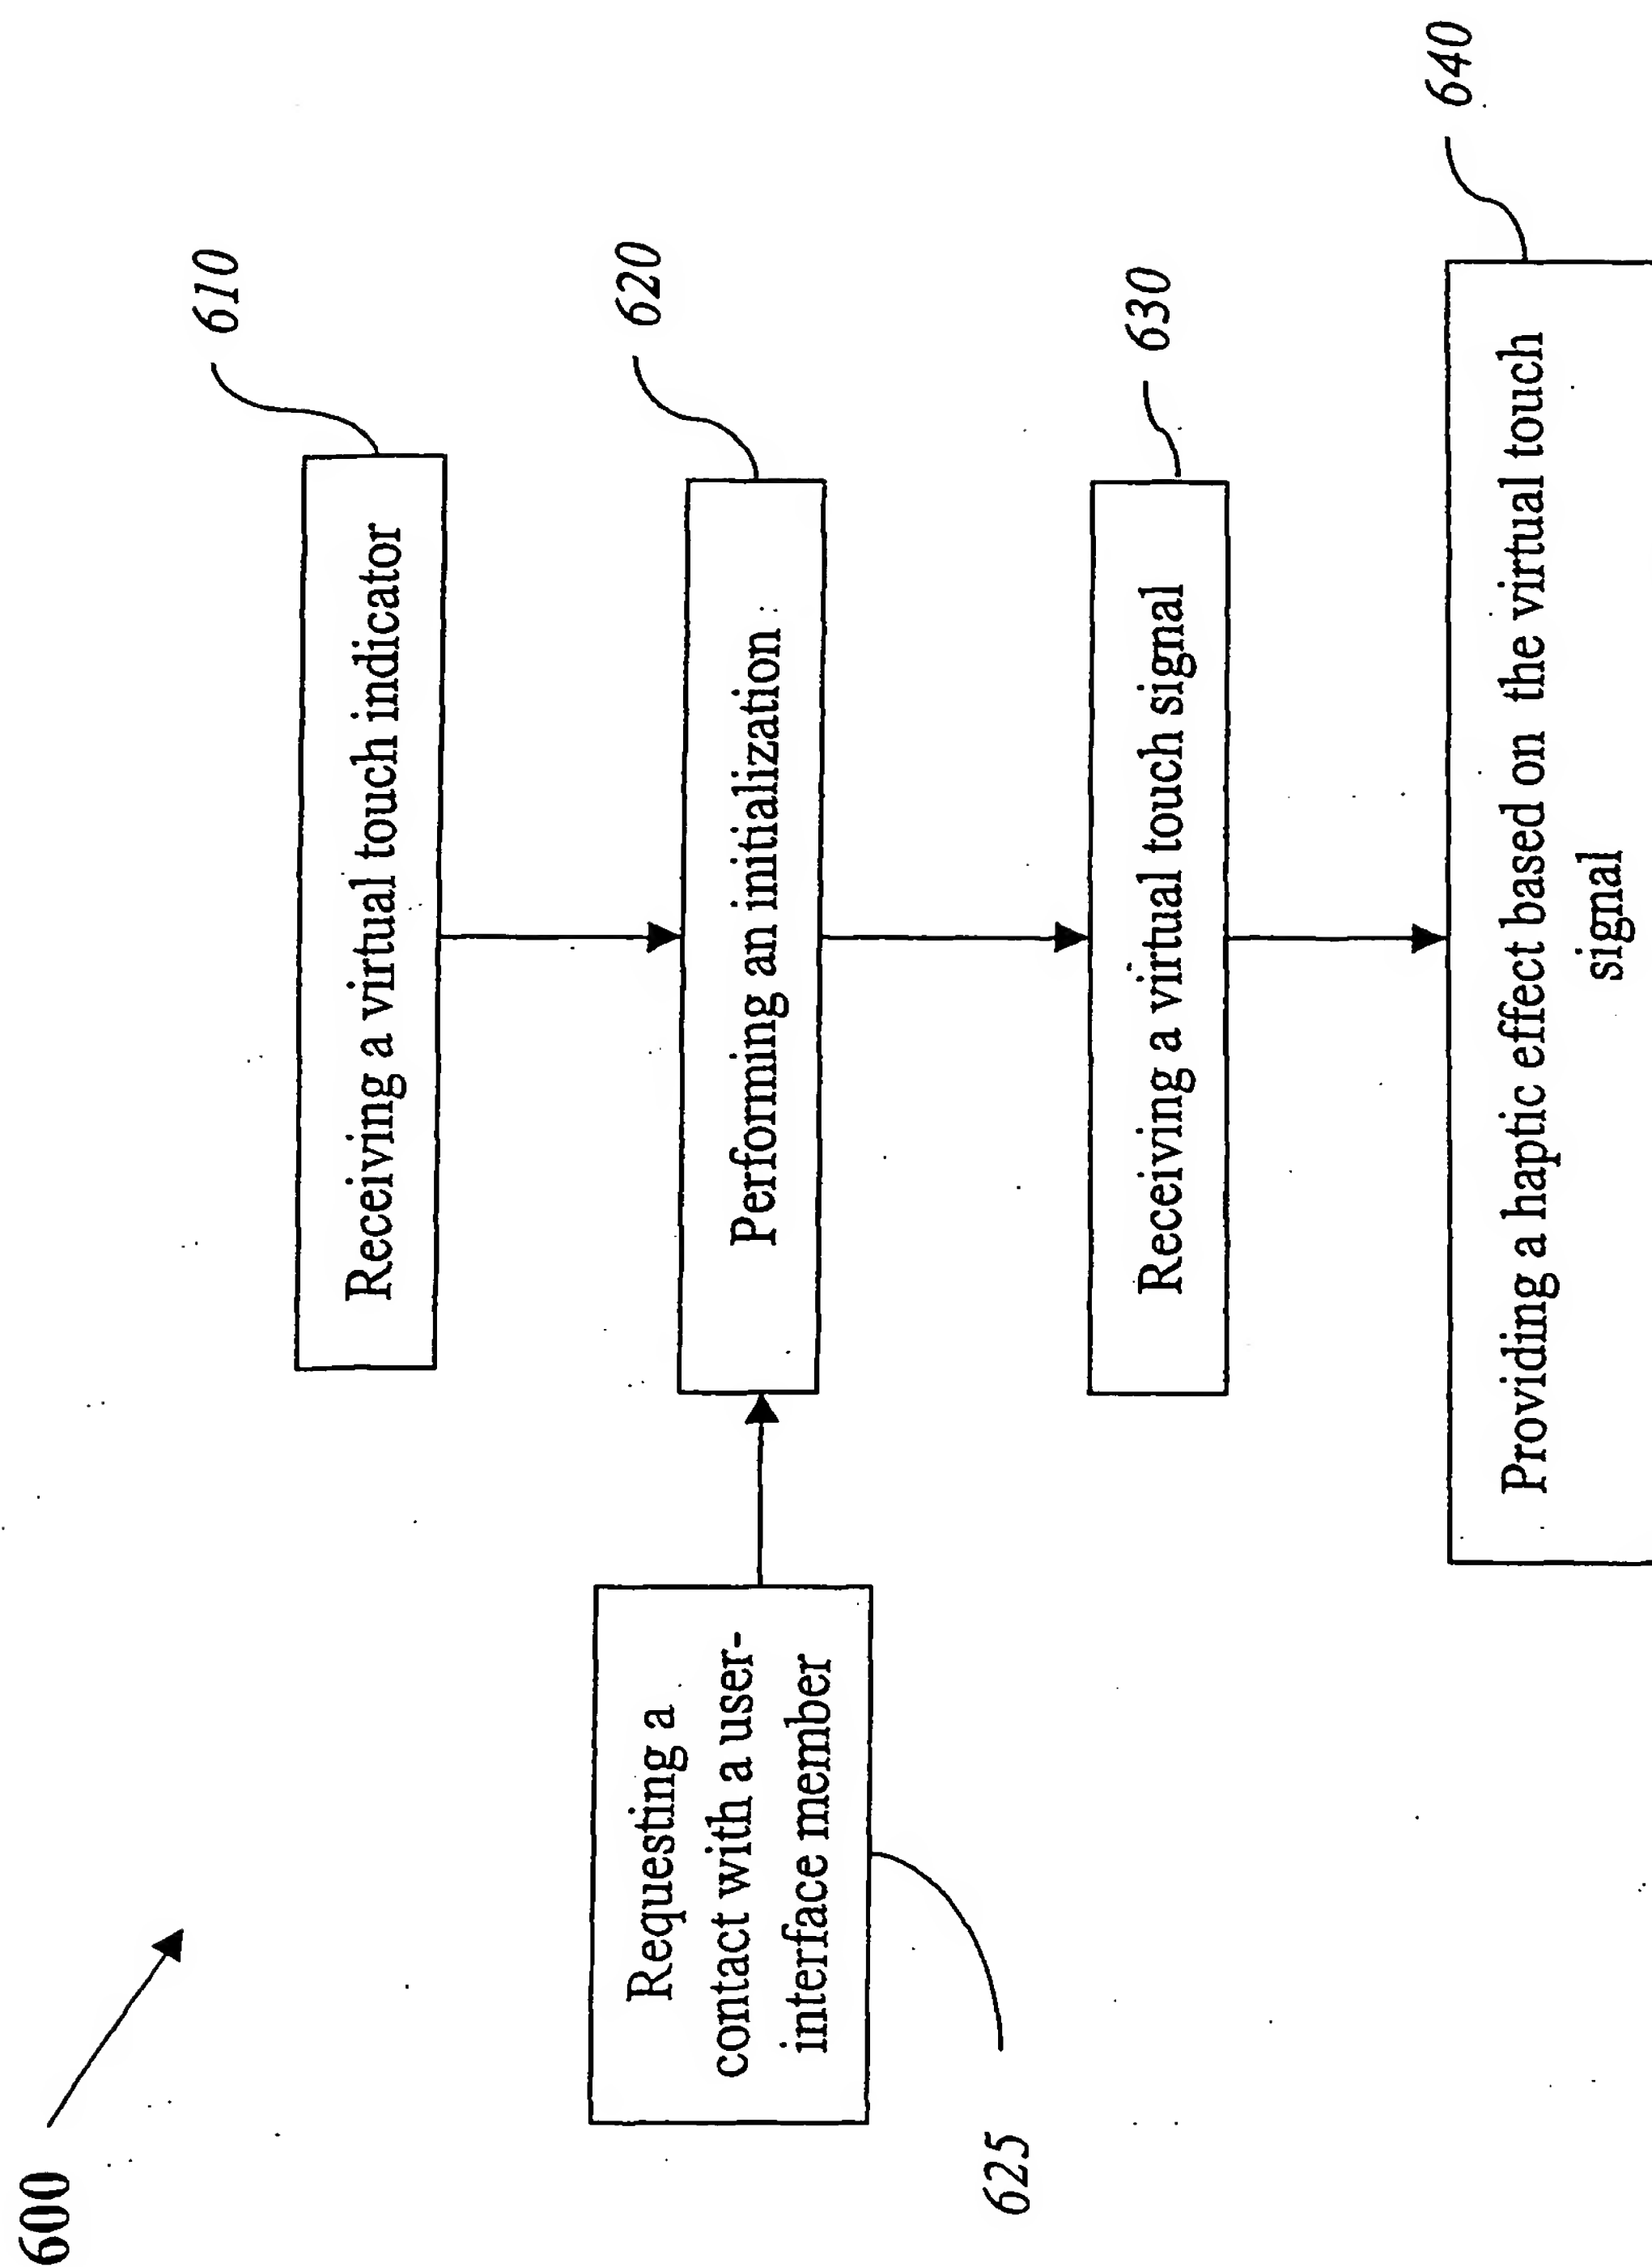 600
Receiving a virtual touch indicator
610
Performing an initialization
620
Requesting a
contact with a user-
interface member
625
Receiving a virtual touch signal
630
Providing a haptic effect based on the virtual touch
signal
640